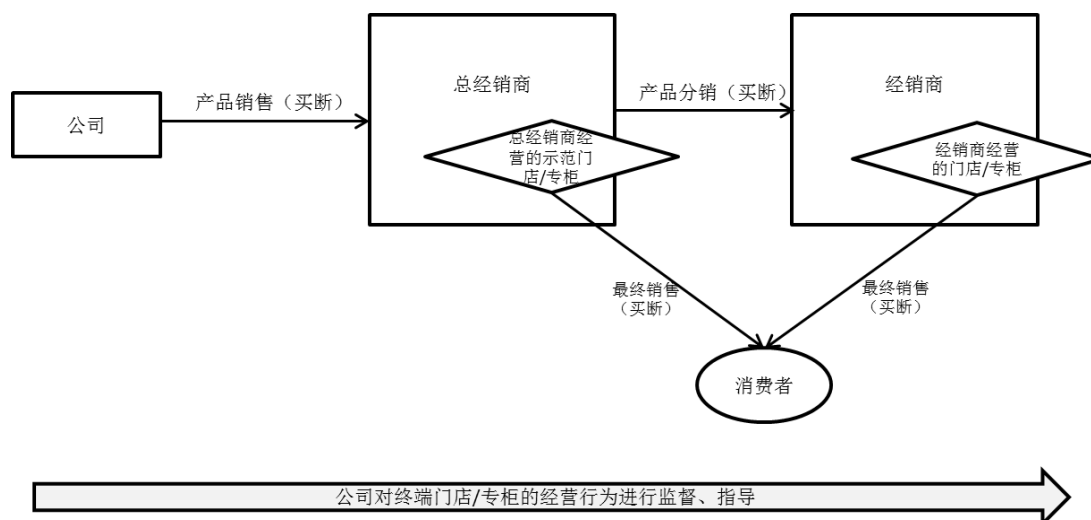 公司
产品销售（买断）
总经销商
总经销商经
营的示范门
店/专柜
产品分销（买断）
经销商
经销商经营
的门店/专柜
最终销售
（买断）
最终销售
（买断）
消费者
公司对终端门店/专柜的经营行为进行监督、指导